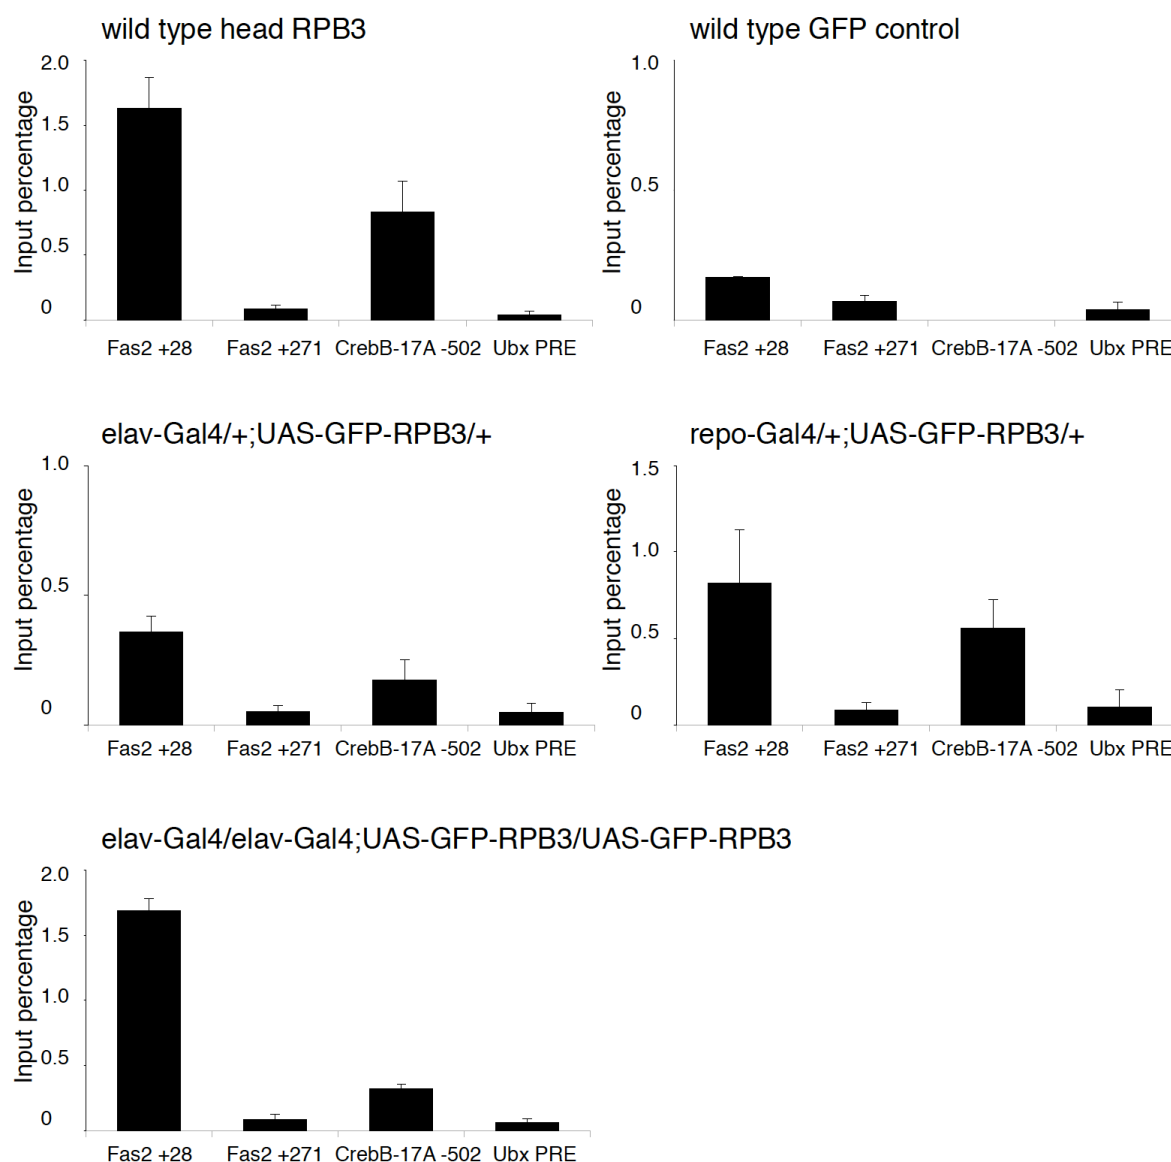 wild type head RPB3
2.0
1.5
1.0
0.5
0
Input percentage
Fas2 +28 Fas2 +271 CrebB-17A -502 Ubx PRE
wild type GFP control
1.0
0.5
0
Input percentage
Fas2 +28 Fas2 +271 CrebB-17A -502 Ubx PRE
elav-Gal4/+;UAS-GFP-RPB3/+
1.0
0.5
0
Input percentage
Fas2 +28 Fas2 +271 CrebB-17A -502 Ubx PRE
repo-Gal4/+;UAS-GFP-RPB3/+
1.5
1.0
0.5
0
Input percentage
Fas2 +28 Fas2 +271 CrebB-17A -502 Ubx PRE
elav-Gal4/elav-Gal4;UAS-GFP-RPB3/UAS-GFP-RPB3
2.0
1.5
1.0
0.5
0
Input percentage
Fas2 +28 Fas2 +271 CrebB-17A -502 Ubx PRE